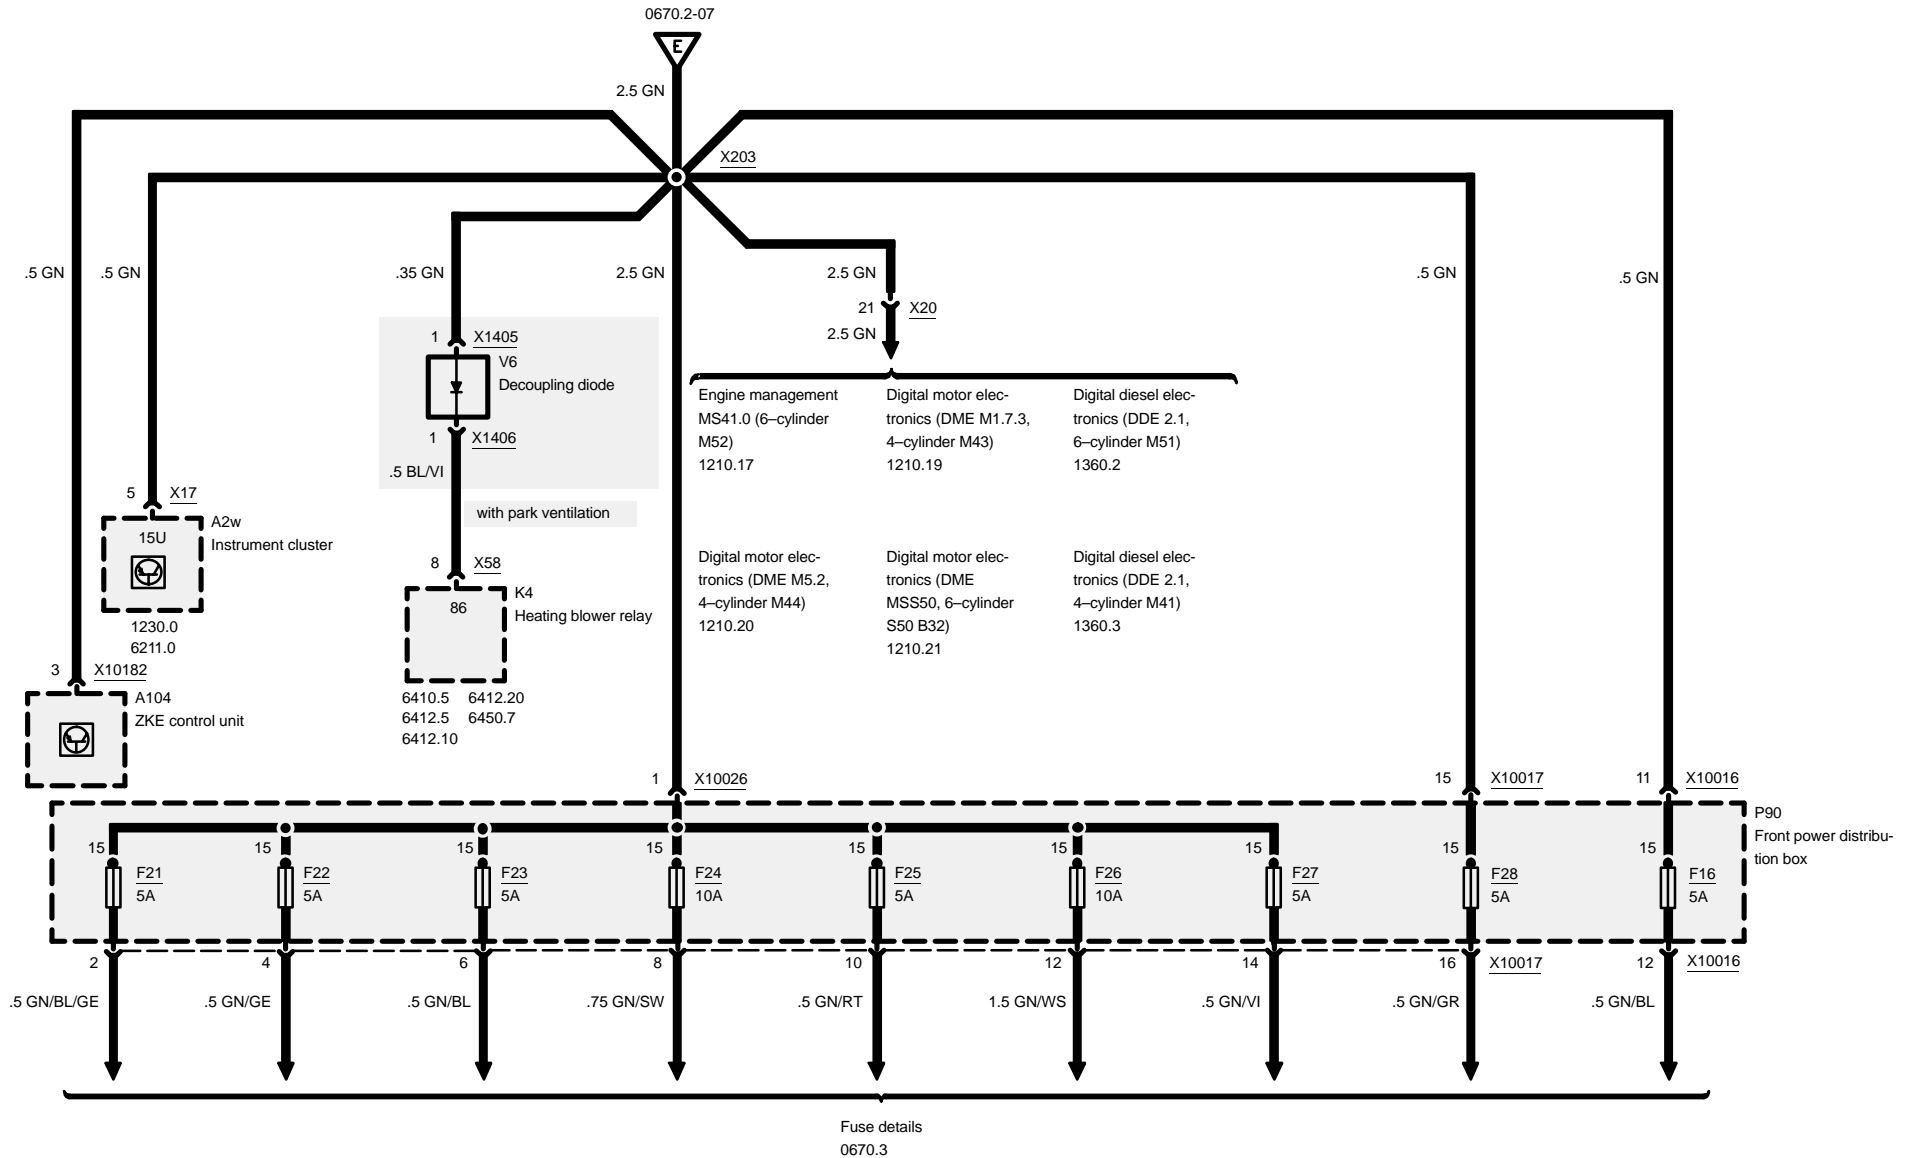 0670.2-07
E
2.5 GN
X203
.5 GN
.5 GN
.35 GN
2.5 GN
2.5 GN
.5 GN
.5 GN
21
X20
2.5 GN
1
X1405
V6
Decoupling diode
1
X1406
.5 BL/VI
with park ventilation
Engine management
MS41.0 (6–cylinder
M52)
1210.17
Digital motor elec-
tronics (DME M1.7.3,
4–cylinder M43)
1210.19
Digital diesel elec-
tronics (DDE 2.1,
6–cylinder M51)
1360.2
5
X17
A2w
Instrument cluster
15U
1230.0
6211.0
8
X58
K4
Heating blower relay
86
6410.5
6412.20
6412.5
6450.7
6412.10
Digital motor elec-
tronics (DME M5.2,
4–cylinder M44)
1210.20
Digital motor elec-
tronics (DME
MSS50, 6–cylinder
S50 B32)
1210.21
Digital diesel elec-
tronics (DDE 2.1,
4–cylinder M41)
1360.3
3
X10182
A104
ZKE control unit
1
X10026
15
X10017
11
X10016
P90
Front power distribu-
tion box
15
15
15
15
15
15
15
15
15
F21
5A
F22
5A
F23
5A
F24
10A
F25
5A
F26
10A
F27
5A
F28
5A
F16
5A
2
4
6
8
10
12
14
16
X10017
12
X10016
.5 GN/BL/GE
.5 GN/GE
.5 GN/BL
.75 GN/SW
.5 GN/RT
1.5 GN/WS
.5 GN/VI
.5 GN/GR
.5 GN/BL
Fuse details
0670.3